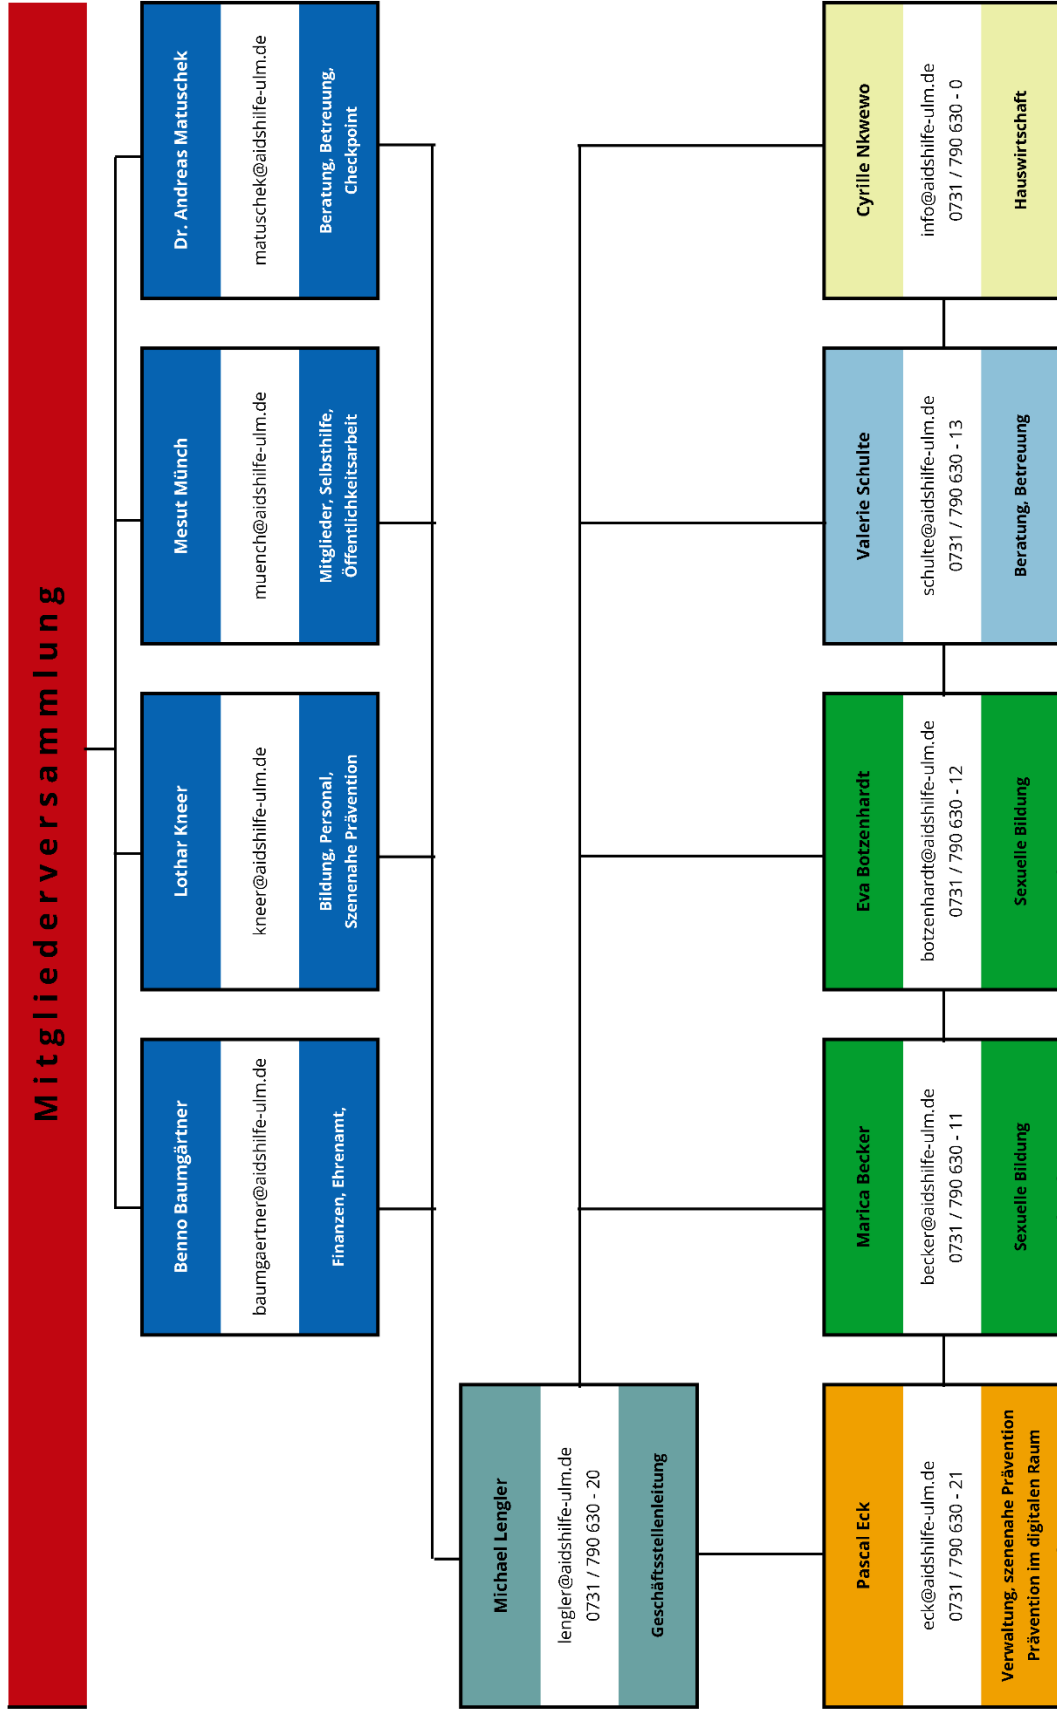 Mitgliederversammlung
Benno Baumgärtner
baumgaertner@aidshilfe-ulm.de
Finanzen, Ehrenamt,
Lothar Kneer
kneer@aidshilfe-ulm.de
Bildung, Personal,
Szenenahe Prävention
Mesut Münch
muench@aidshilfe-ulm.de
Mitglieder, Selbsthilfe,
Öffentlichkeitsarbeit
Dr. Andreas Matuschek
matuschek@aidshilfe-ulm.de
Beratung, Betreuung,
Checkpoint
Michael Lengler
lengler@aidshilfe-ulm.de
0731 / 790 630 - 20
Geschäftsstellenleitung
Pascal Eck
eck@aidshilfe-ulm.de
0731 / 790 630 - 21
Verwaltung, szenenahe Prävention
Prävention im digitalen Raum
Marica Becker
becker@aidshilfe-ulm.de
0731 / 790 630 - 11
Sexuelle Bildung
Eva Botzenhardt
botzenhardt@aidshilfe-ulm.de
0731 / 790 630 - 12
Sexuelle Bildung
Valerie Schulte
schulte@aidshilfe-ulm.de
0731 / 790 630 - 13
Beratung, Betreuung
Cyrille Nkwewo
info@aidshilfe-ulm.de
0731 / 790 630 - 0
Hauswirtschaft